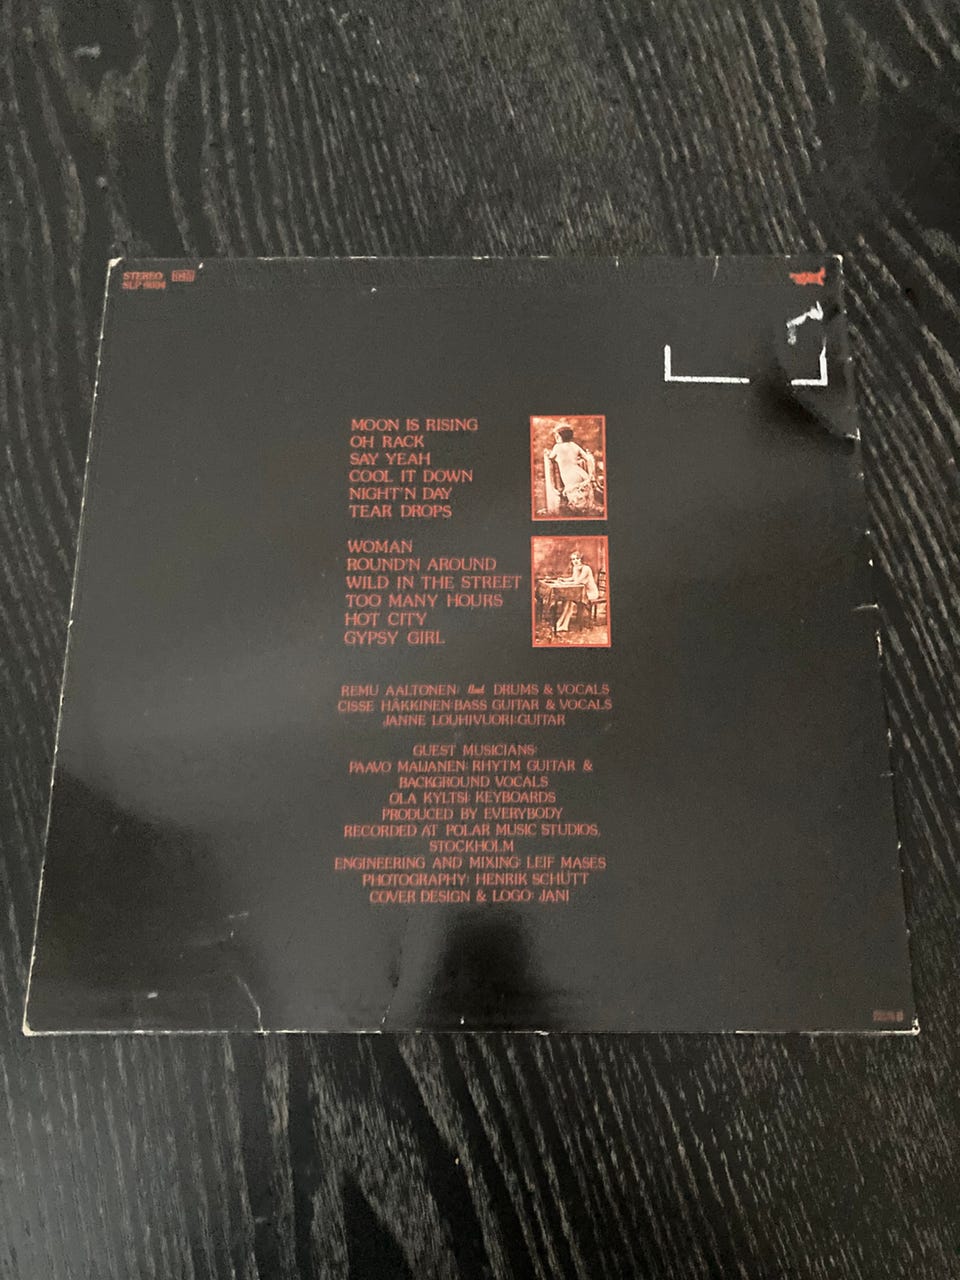 STEREO
MOON IS RISING
OH RACK
SAY YEAH
COOL IT DOWN
NIGHT'N DAY
TEAR DROPS
WOMAN
ROUND'N AROUND
WILD IN THE STREET
TOO MANY HOURS
HOT CITY
GYPSY GIRL
REMU AALTONEN: DRUMS & VOCALS
CISSE HÄKKINEN:BASS GUITAR & VOCALS
JANNE LOUHIVUORI:GUITAR
GUEST MUSICIANS:
PAAVO MAIJANEN: RHYTM GUITAR &
BACKGROUND VOCALS
OLA KYLTSI: KEYBOARDS
PRODUCED BY EVERYBODY
RECORDED AT POLAR MUSIC STUDIOS,
STOCKHOLM
ENGINEERING AND MIXING: LEIF MASES
PHOTOGRAPHY: HENRIK SCHÜTT
COVER DESIGN & LOGO: JANI